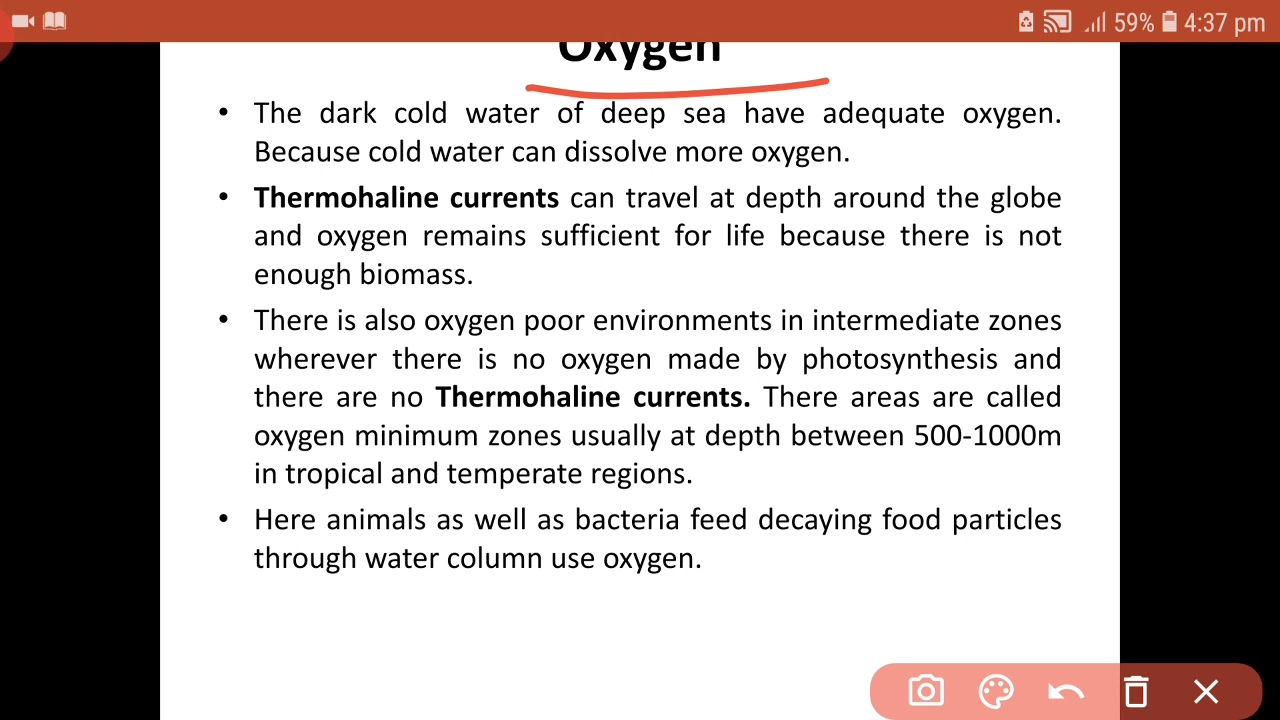 59% 4:37 pm
Oxygen
• The dark cold water of deep sea have adequate oxygen.
Because cold water can dissolve more oxygen.
• Thermohaline currents can travel at depth around the globe
and oxygen remains sufficient for life because there is not
enough biomass.
• There is also oxygen poor environments in intermediate zones
wherever there is no oxygen made by photosynthesis and
there are no Thermohaline currents. There areas are called
oxygen minimum zones usually at depth between 500-1000m
in tropical and temperate regions.
• Here animals as well as bacteria feed decaying food particles
through water column use oxygen.